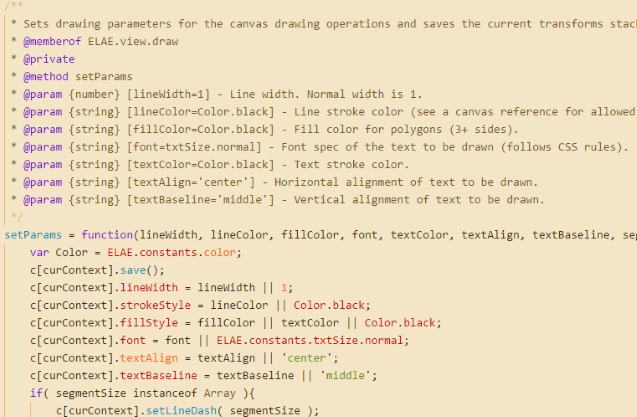 /**
* Sets drawing parameters for the canvas drawing operations and saves the current transforms stac
* @memberof ELAE.view.draw
* @private
* @method setParams
* @param {number} [lineWidth=1] - Line width. Normal width is 1.
* @param {string} [lineColor=Color.black] - Line stroke color (see a canvas reference for allowed
* @param {string} [fillColor=Color.black] - Fill color for polygons (3+ sides).
* @param {string} [font=txtSize.normal] - Font spec of the text to be drawn (follows CSS rules).
* @param {string} [textColor=Color.black] - Text stroke color.
* @param {string} [textAlign='center'] - Horizontal alignment of text to be drawn.
* @param {string} [textBaseline='middle'] - Vertical alignment of text to be drawn.
*/
setParams = function(lineWidth, lineColor, fillColor, font, textColor, textAlign, textBaseline, se
var Color = ELAE.constants.color;
c[curContext].save();
c[curContext].lineWidth = lineWidth || 1;
c[curContext].strokeStyle = lineColor || Color.black;
c[curContext].fillStyle = fillColor || textColor || Color.black;
c[curContext].font = font || ELAE.constants.txtSize.normal;
c[curContext].textAlign = textAlign || 'center';
c[curContext].textBaseline = textBaseline || 'middle';
if( segmentSize instanceof Array ){
c[curContext].setLineDash( segmentSize );